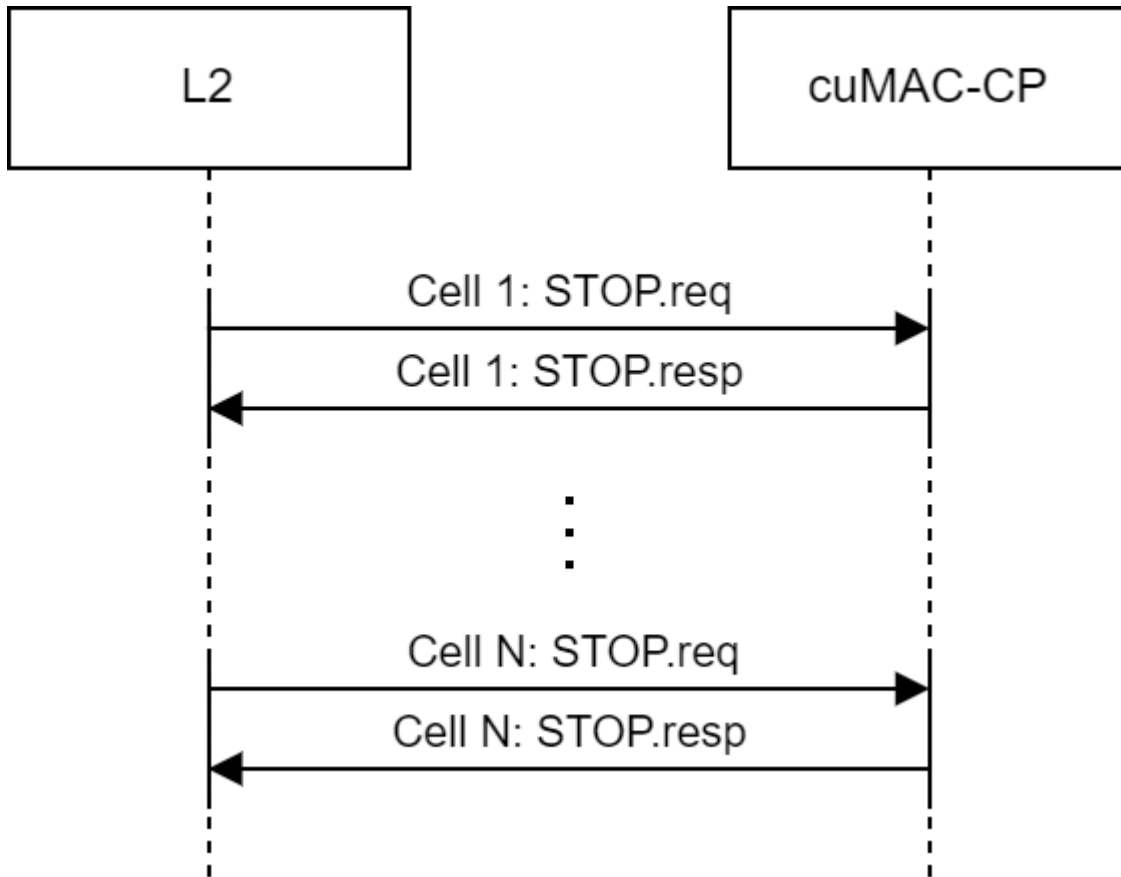 L2
cuMAC-CP
Cell 1: STOP.req
Cell 1: STOP.resp
Cell N: STOP.req
Cell N: STOP.resp